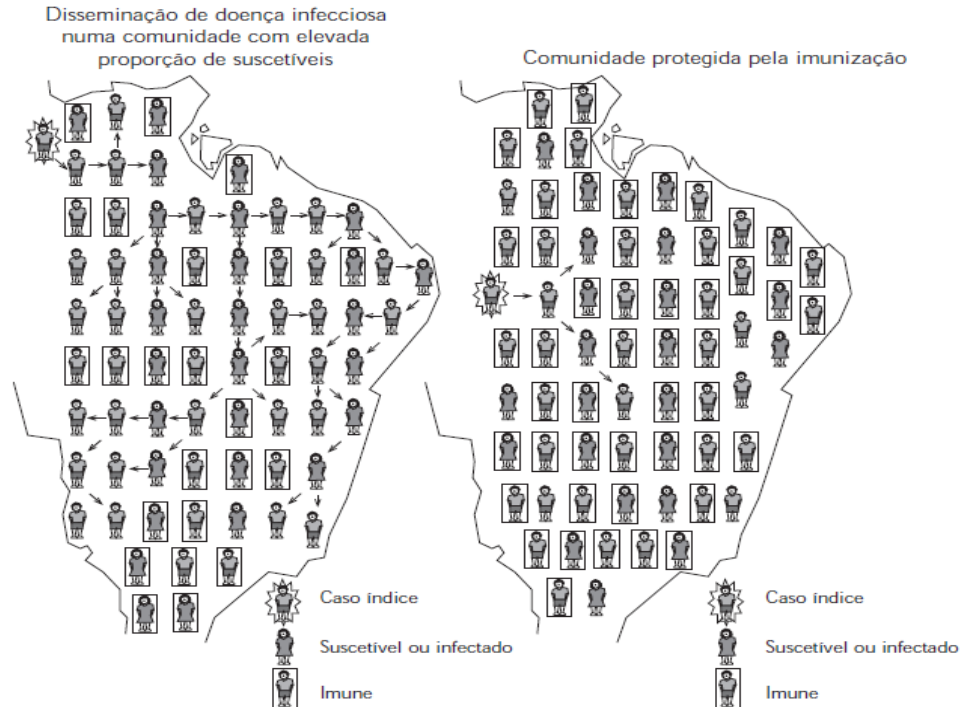 Disseminação de doença infecciosa
numa comunidade com elevada
proporção de suscetíveis
Comunidade protegida pela imunização
Caso índice
Suscetível ou infectado
Imune
Caso índice
Suscetível ou infectado
Imune